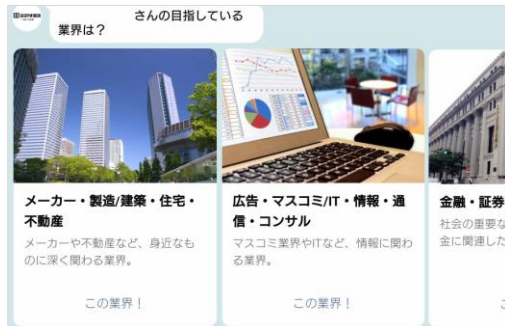 さんの目指している
業界は？
メーカー・製造/建築・住宅・
不動産
メーカーや不動産など、身近なも
のに深く関わる業界。
この業界！
広告・マスコミ/IT・情報・通
信・コンサル
マスコミ業界やITなど、情報に関わ
る業界。
この業界！
金融・証券
社会の重要な
金に関連した